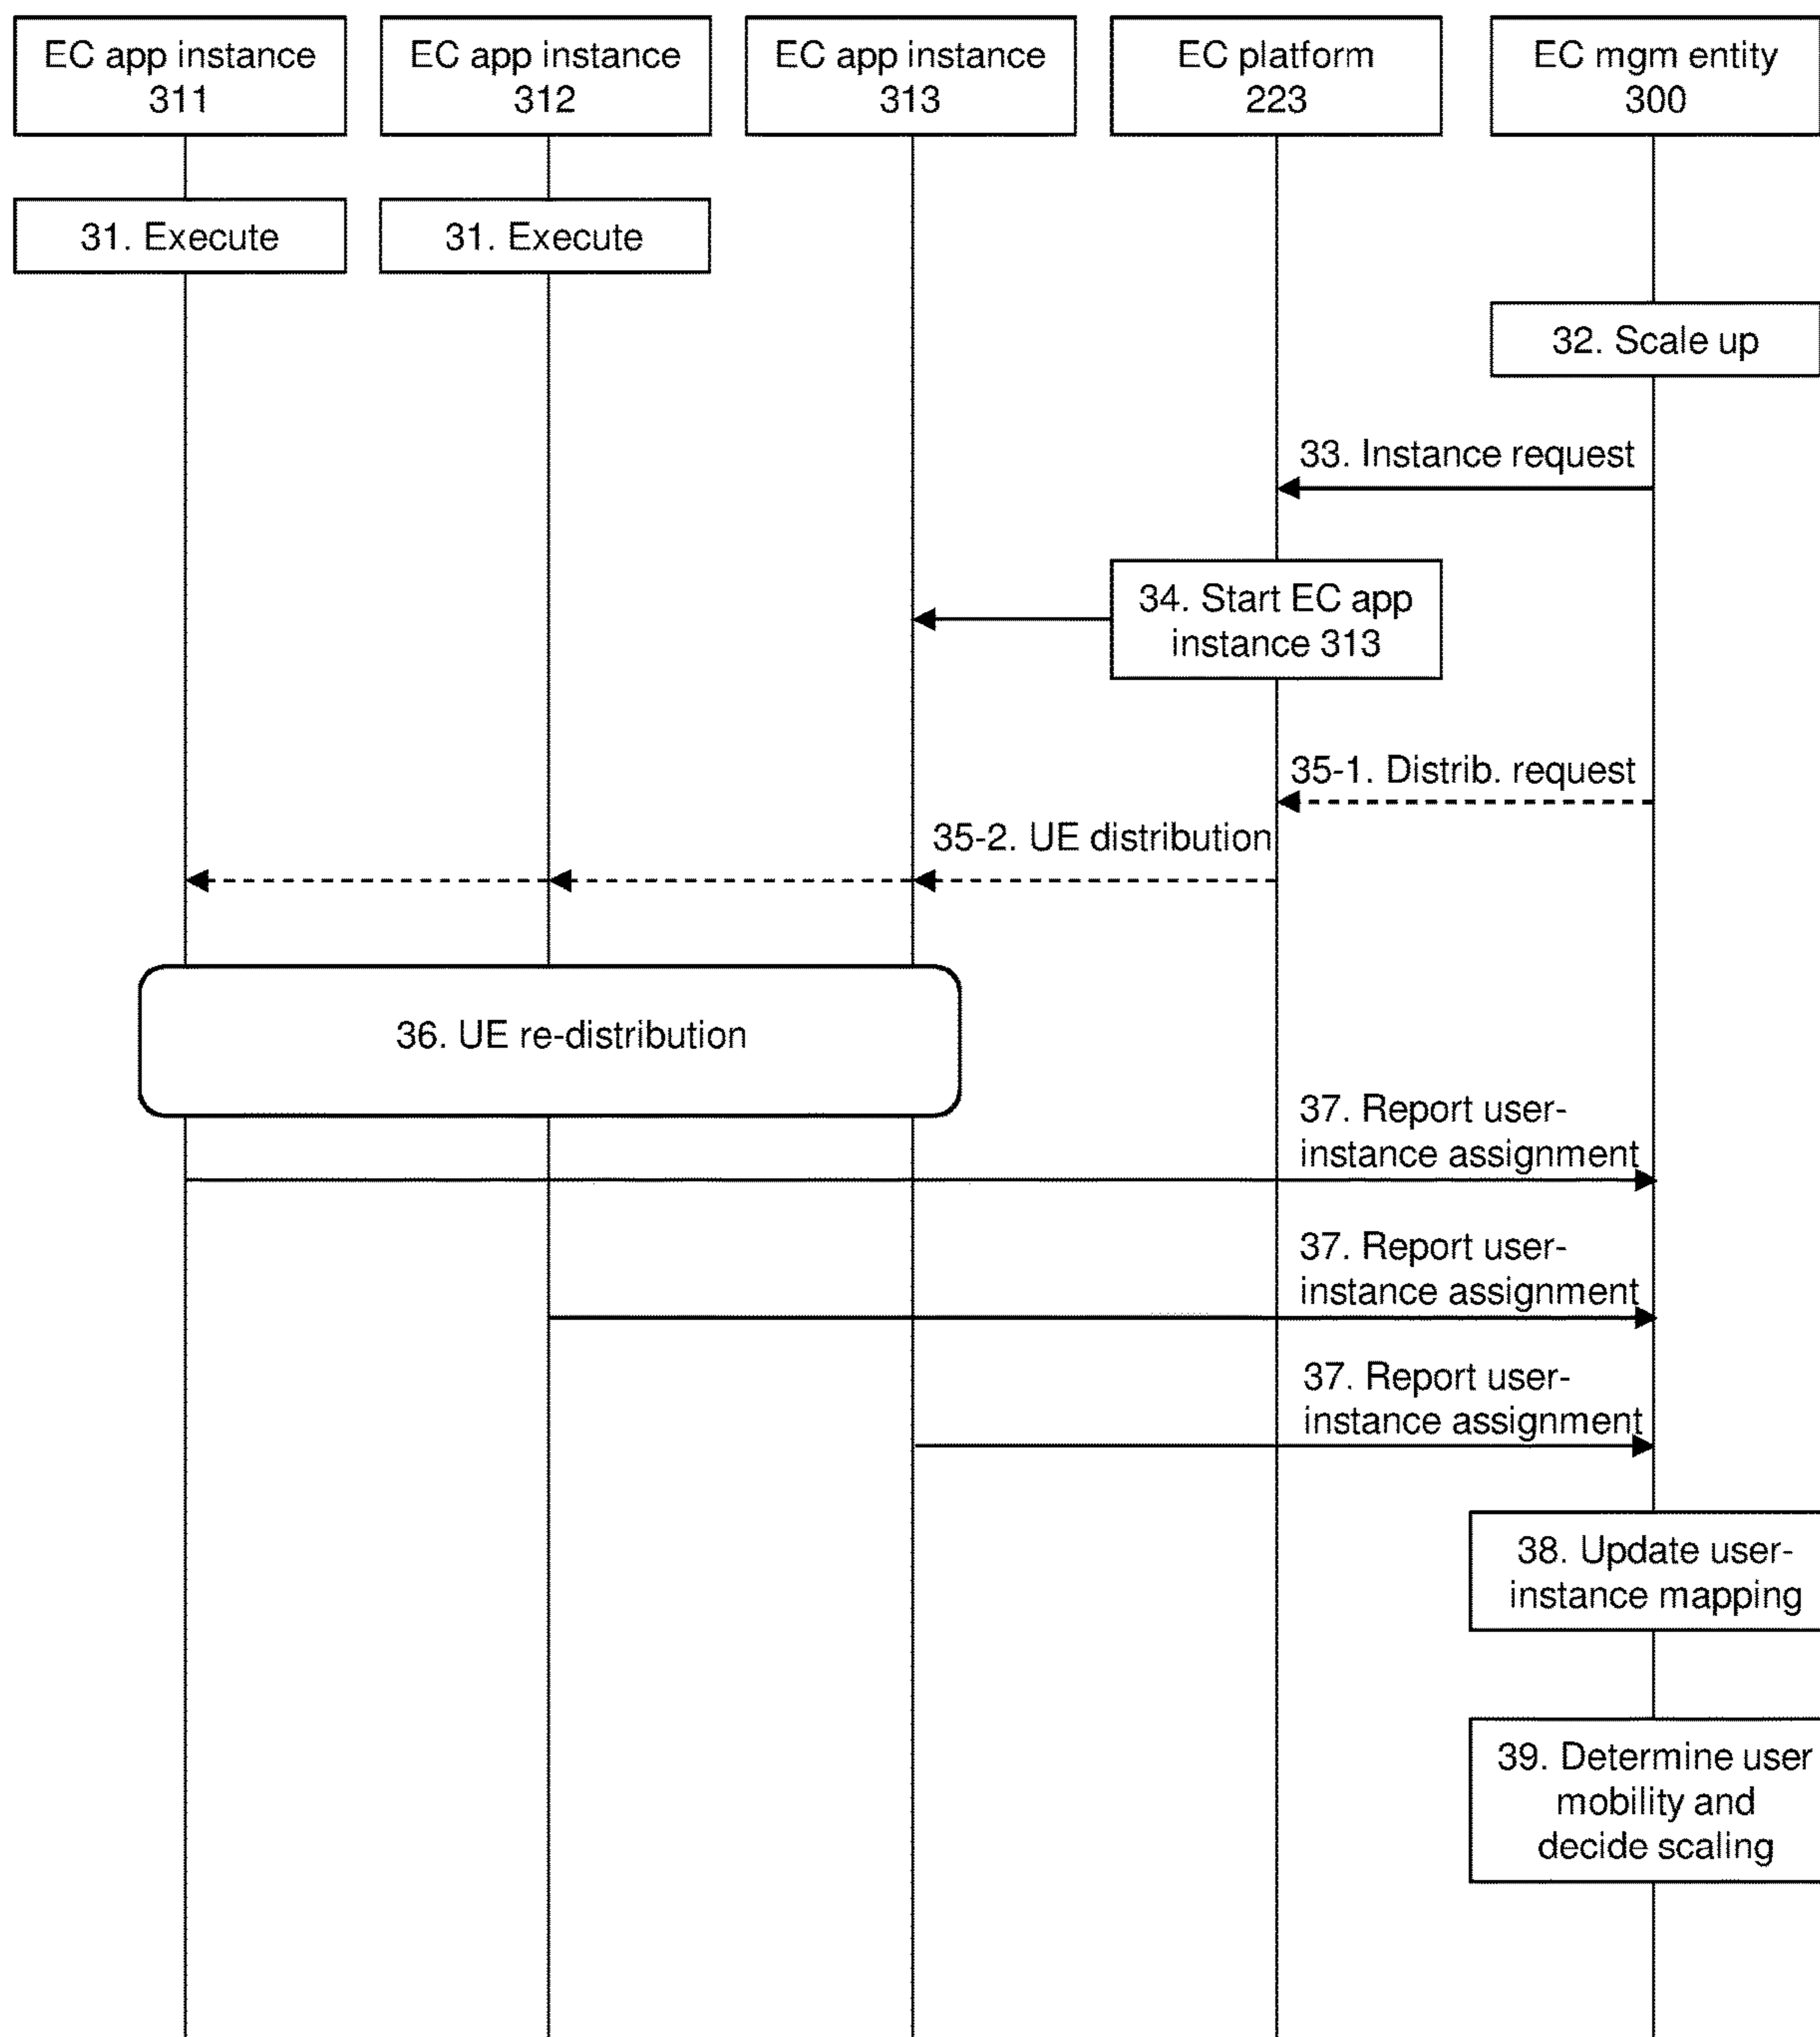 EC app instance
311
EC app instance
312
EC app instance
313
EC platform
223
EC mgm entity
300
31. Execute
31. Execute
32. Scale up
33. Instance request
34. Start EC app
instance 313
35-1. Distrib. request
35-2. UE distribution
36. UE re-distribution
37. Report user-
instance assignment
37. Report user-
instance assignment
37. Report user-
instance assignment
38. Update user-
instance mapping
39. Determine user
mobility and
decide scaling